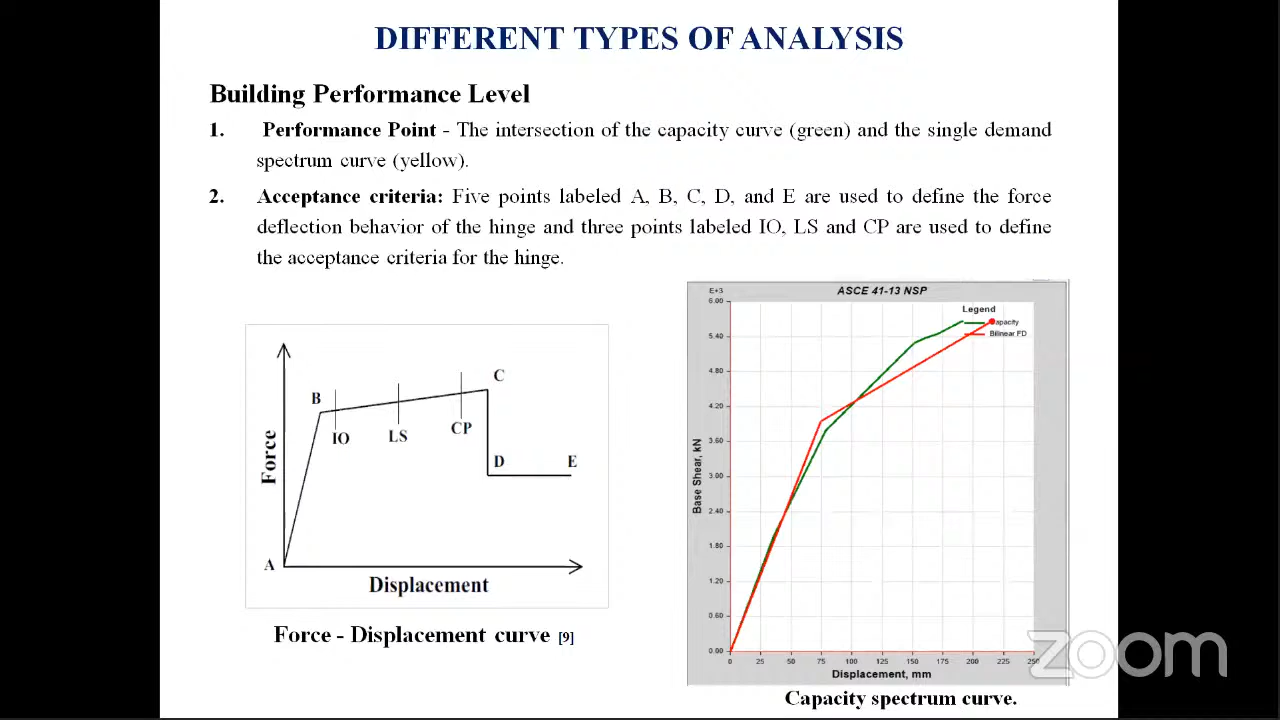 DIFFERENT TYPES OF ANALYSIS
Building Performance Level
1. Performance Point - The intersection of the capacity curve (green) and the single demand
spectrum curve (yellow).
2. Acceptance criteria: Five points labeled A, B, C, D, and E are used to define the force
deflection behavior of the hinge and three points labeled IO, LS and CP are used to define
the acceptance criteria for the hinge.
Force
Displacement
A
B
IO
LS
CP
C
D
E
Force - Displacement curve [9]
ASCE 41-13 NSP
E+3
Legend
apacity
Bilinear FD
6.00
5.40
4.80
4.20
3.60
3.00
2.40
1.80
1.20
0.60
0.00
Base Shear, kN
0 25 50 75 100 125 150 175 200 225 250
Displacement, mm
Capacity spectrum curve.
zoom